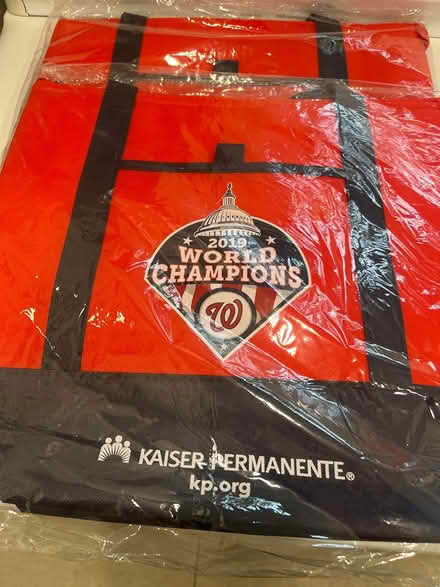 2019
WORLD
CHAMPIONS
W
KAISER PERMANENTE®
kp.org